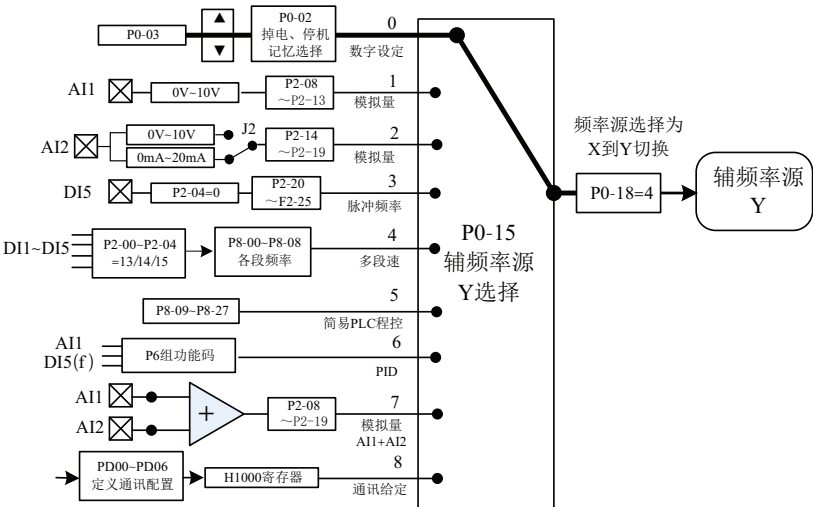 P0-03
▲
▼
P0-02
掉电、停机
记忆选择
0
数字设定
AI1
0V~10V
P2-08
～P2-13
1
模拟量
AI2
0V~10V
0mA~20mA
J2
P2-14
～P2-19
2
模拟量
DI5
P2-04=0
P2-20
～F2-25
3
脉冲频率
DI1~DI5
P2-00~P2-04
=13/14/15
P8-00~P8-08
各段频率
4
多段速
P8-09~P8-27
5
简易PLC程控
AI1
DI5(f)
P6组功能码
6
PID
AI1
AI2
+
P2-08
～P2-19
7
模拟量
AI1+AI2
PD00~PD06
定义通讯配置
H1000寄存器
8
通讯给定
P0-15
辅频率源
Y选择
频率源选择为
X到Y切换
P0-18=4
辅频率源
Y